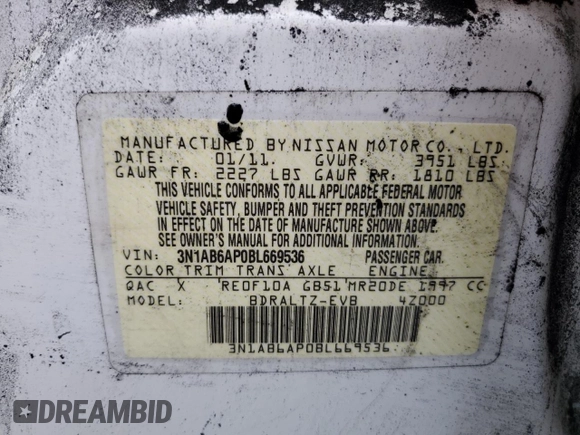 MANUFACTURED BY NISSAN MOTOR CO., LTD.
DATE: 01/11. GVWR: 3951 LBS
GAWR FR: 2227 LBS GAWR RR: 1810 LBS
THIS VEHICLE CONFORMS TO ALL APPLICABLE FEDERAL MOTOR
VEHICLE SAFETY, BUMPER AND THEFT PREVENTION STANDARDS
IN EFFECT ON THE DATE OF MANUFACTURE SHOWN ABOVE.
SEE OWNER'S MANUAL FOR ADDITIONAL INFORMATION.
VIN: 3N1AB6AP0BL669536 PASSENGER CAR.
COLOR TRIM TRANS AXLE ENGINE
QAC X 'RE0F10A GB51'MR20DE 1997 CC
MODEL: BDRALTZ-EVB 4Z000
3N1AB6AP0BL669536
DREAMBID